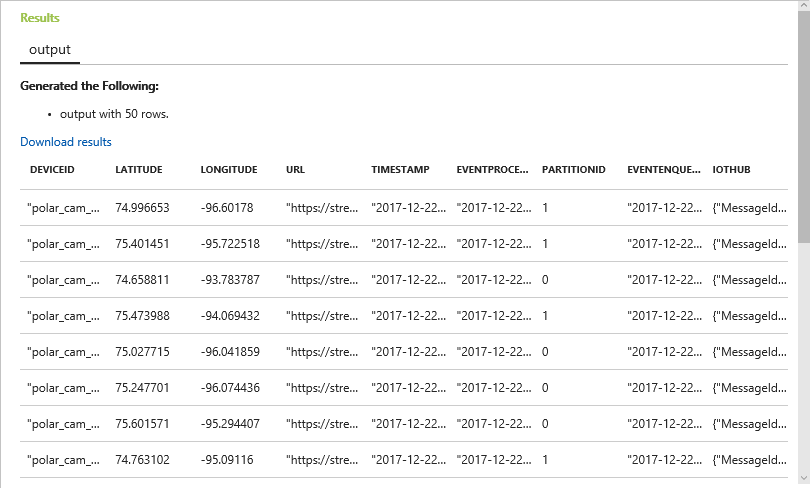 Results
output
Generated the Following:
• output with 50 rows.
Download results
DEVICEID LATITUDE LONGITUDE URL TIMESTAMP EVENTPROCE... PARTITIONID EVENTENQUE... IOTHUB
"polar_cam_... 74.996653 -96.60178 "https://stre... "2017-12-22... "2017-12-22... 1 "2017-12-22... {"MessageId...
"polar_cam_... 75.401451 -95.722518 "https://stre... "2017-12-22... "2017-12-22... 1 "2017-12-22... {"MessageId...
"polar_cam_... 74.658811 -93.783787 "https://stre... "2017-12-22... "2017-12-22... 0 "2017-12-22... {"MessageId...
"polar_cam_... 75.473988 -94.069432 "https://stre... "2017-12-22... "2017-12-22... 1 "2017-12-22... {"MessageId...
"polar_cam_... 75.027715 -96.041859 "https://stre... "2017-12-22... "2017-12-22... 0 "2017-12-22... {"MessageId...
"polar_cam_... 75.247701 -96.074436 "https://stre... "2017-12-22... "2017-12-22... 0 "2017-12-22... {"MessageId...
"polar_cam_... 75.601571 -95.294407 "https://stre... "2017-12-22... "2017-12-22... 0 "2017-12-22... {"MessageId...
"polar_cam_... 74.763102 -95.09116 "https://stre... "2017-12-22... "2017-12-22... 1 "2017-12-22... {"MessageId...